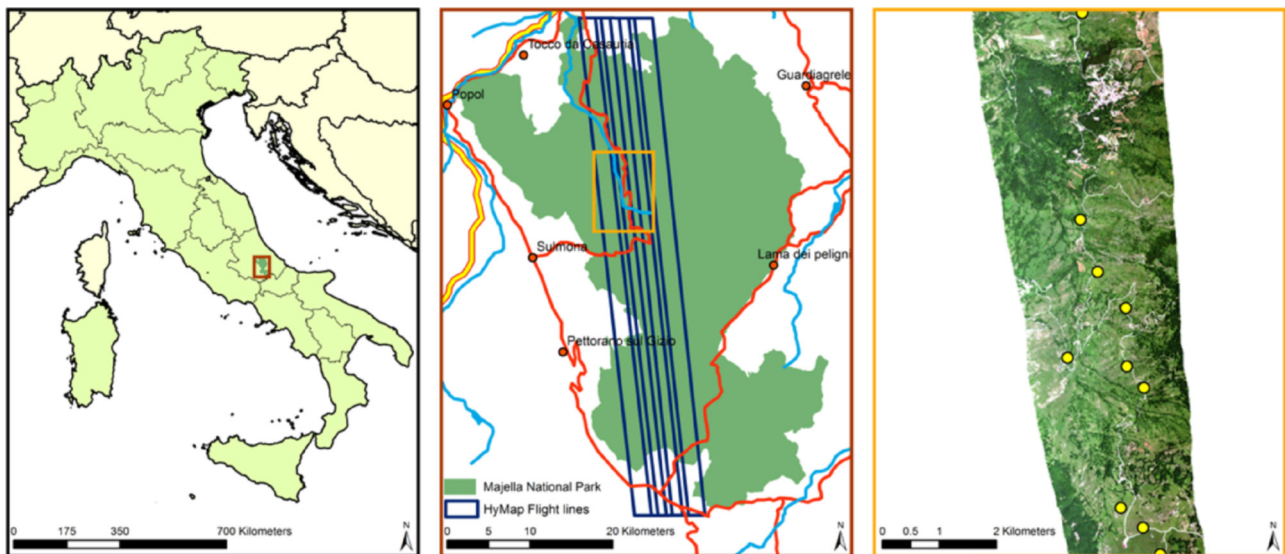 0 175 350 700 Kilometers
N
Tocco da Casauria
Guardiagrele
Popol
Sulmona
Lama dei peligni
Pettorano sul Gizio
Majella National Park
HyMap Flight lines
0 5 10 20 Kilometers
N
0 0.5 1 2 Kilometers
N